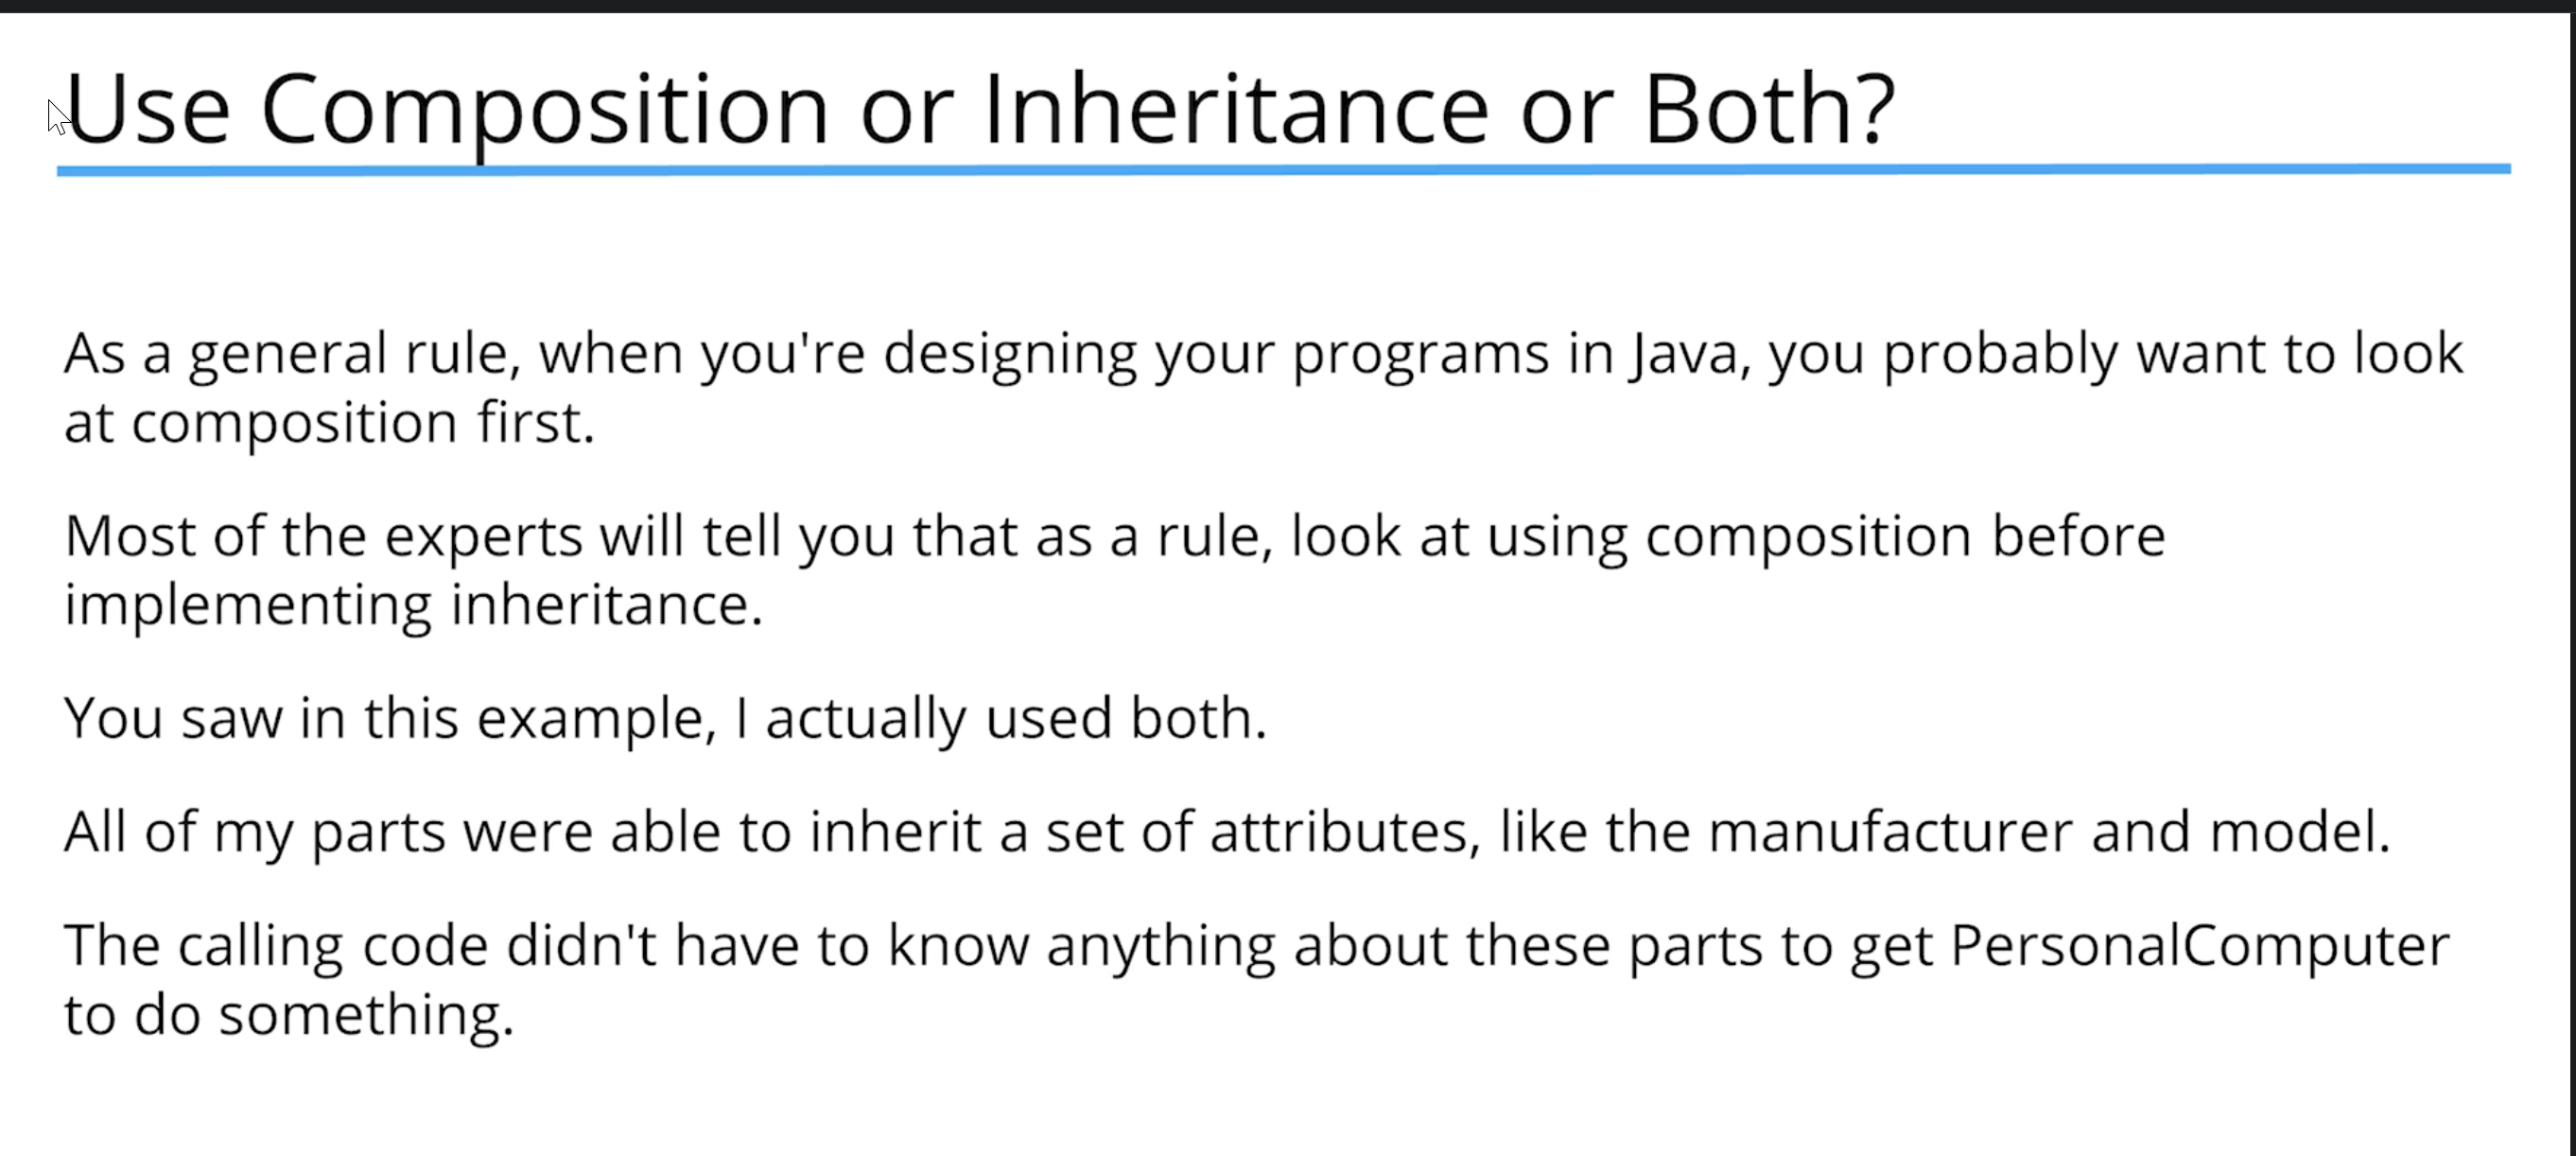 Use Composition or Inheritance or Both?
As a general rule, when you're designing your programs in Java, you probably want to look
at composition first.
Most of the experts will tell you that as a rule, look at using composition before
implementing inheritance.
You saw in this example, I actually used both.
All of my parts were able to inherit a set of attributes, like the manufacturer and model.
The calling code didn't have to know anything about these parts to get PersonalComputer
to do something.